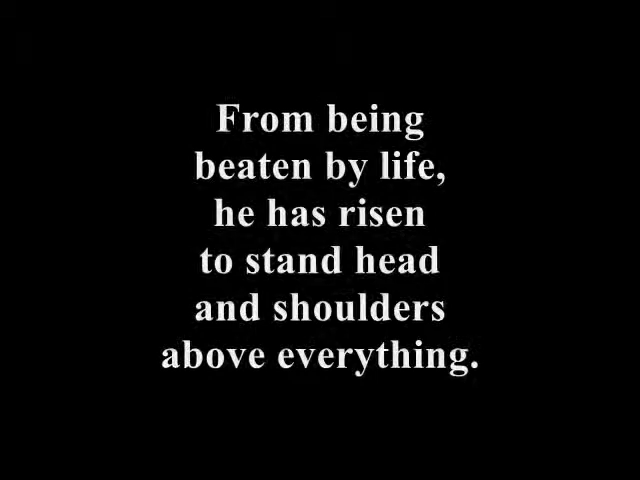 From being
beaten by life,
he has risen
to stand head
and shoulders
above everything.